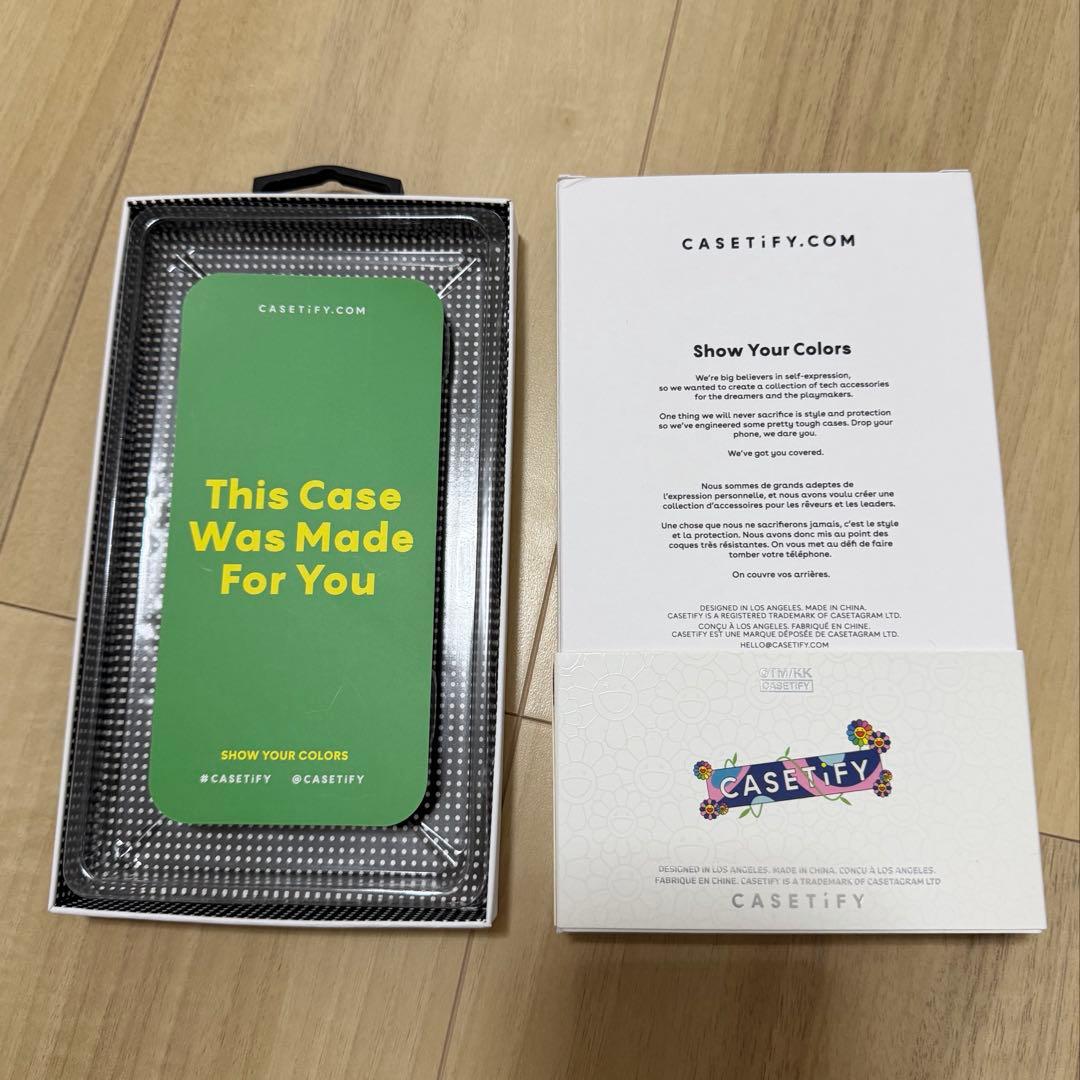 CASETiFY.COM
This Case
Was Made
For You
SHOW YOUR COLORS
#CASETiFY @CASETiFY
CASETiFY.COM
Show Your Colors
We're big believers in self-expression,
so we wanted to create a collection of tech accessories
for the dreamers and the playmakers.
One thing we will never sacrifice is style and protection
so we've engineered some pretty tough cases. Drop your
phone, we dare you.
We've got you covered.
Nous sommes de grands adeptes de
l'expression personnelle, et nous avons voulu créer une
collection d'accessoires pour les rêveurs et les leaders.
Une chose que nous ne sacrifierons jamais, c'est le style
et la protection. Nous avons donc mis au point des
coques très résistantes. On vous met au défi de faire
tomber votre téléphone.
On couvre vos arrières.
DESIGNED IN LOS ANGELES. MADE IN CHINA.
CASETiFY IS A REGISTERED TRADEMARK OF CASETAGRAM LTD.
CONÇU À LOS ANGELES. FABRIQUÉ EN CHINE.
CASETiFY EST UNE MARQUE DÉPOSÉE DE CASETAGRAM LTD.
HELLO@CASETIFY.COM
©TM/KK
CASETiFY
CASETiFY
DESIGNED IN LOS ANGELES. MADE IN CHINA. CONÇU À LOS ANGELES.
FABRIQUÉ EN CHINE. CASETIFY IS A TRADEMARK OF CASETAGRAM LTD
CASETiFY